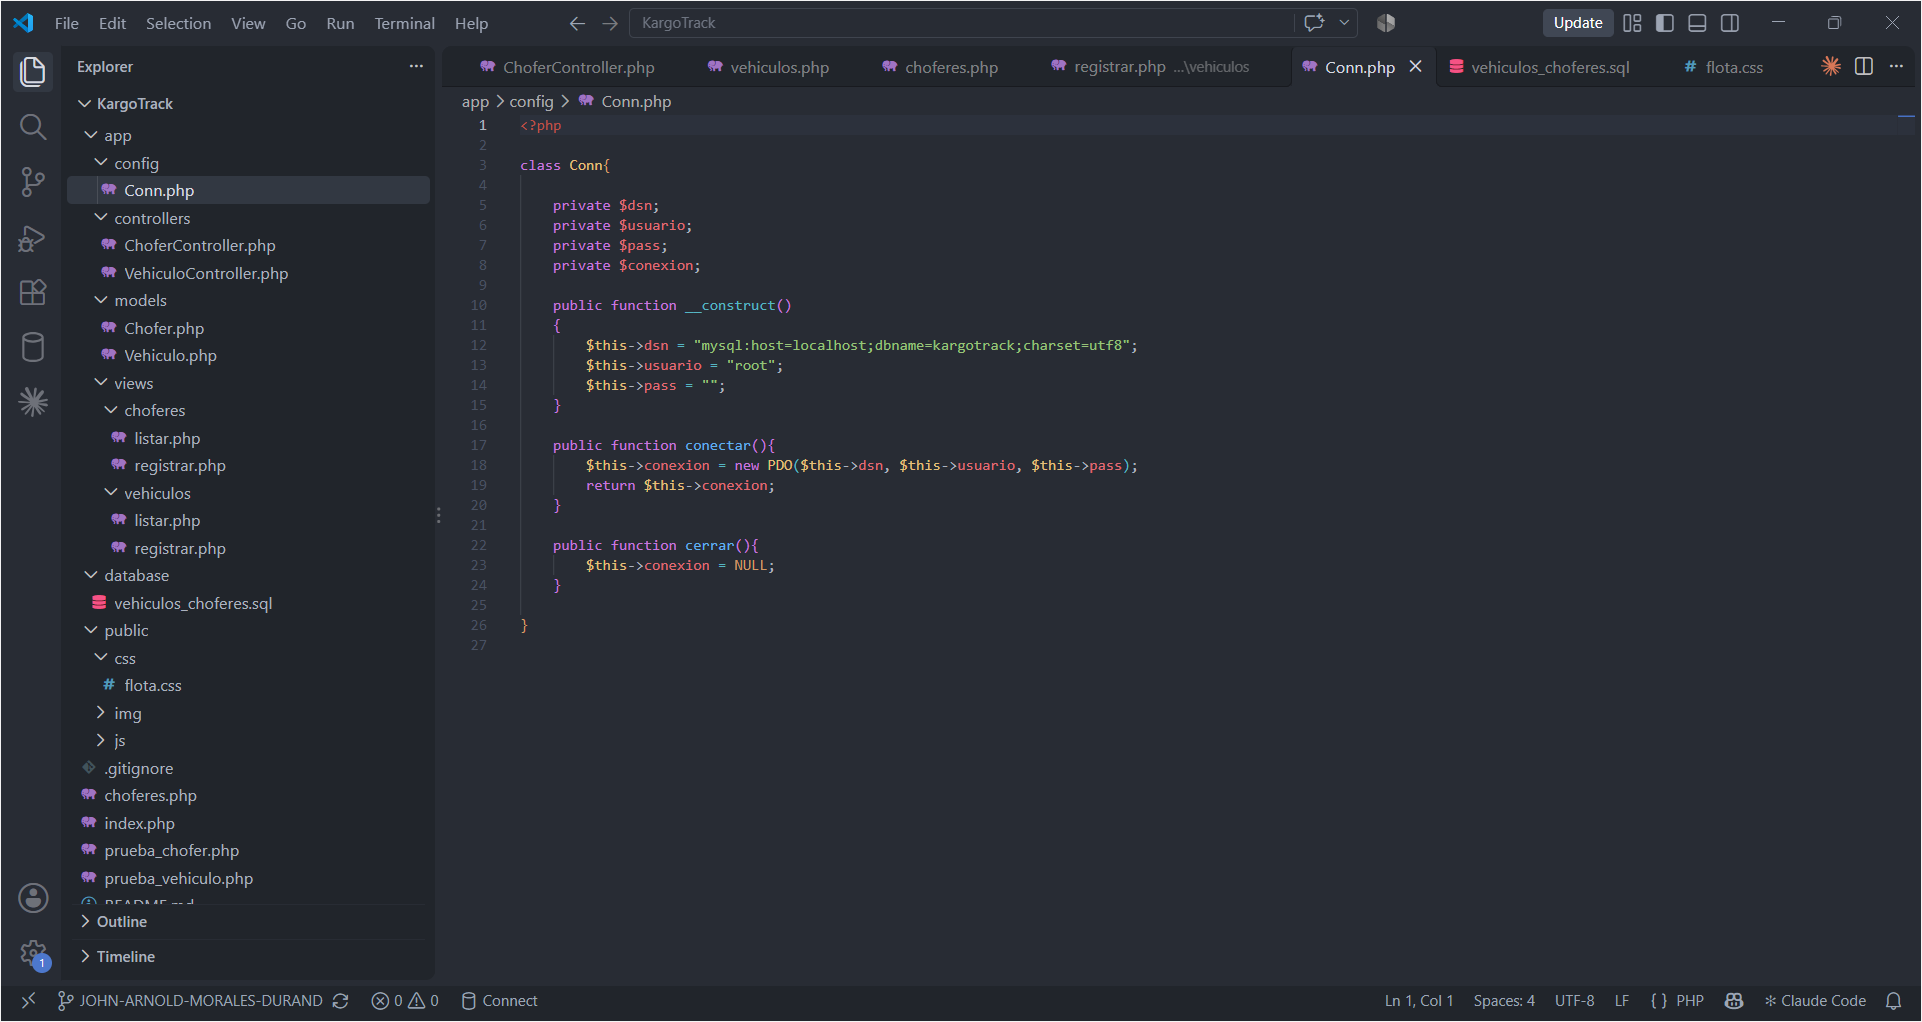 File Edit Selection View Go Run Terminal Help
KargoTrack
Update
Explorer
KargoTrack
app
config
Conn.php
controllers
ChoferController.php
VehiculoController.php
models
Chofer.php
Vehiculo.php
views
choferes
listar.php
registrar.php
vehiculos
listar.php
registrar.php
database
vehiculos_choferes.sql
public
css
flota.css
img
js
.gitignore
choferes.php
index.php
prueba_chofer.php
prueba_vehiculo.php
README.md
Outline
Timeline
1
ChoferController.php vehiculos.php choferes.php registrar.php ...\vehiculos Conn.php vehiculos_choferes.sql # flota.css
app > config > Conn.php
1 <?php
2
3 class Conn{
4
5 private $dsn;
6 private $usuario;
7 private $pass;
8 private $conexion;
9
10 public function __construct()
11 {
12 $this->dsn = "mysql:host=localhost;dbname=kargotrack;charset=utf8";
13 $this->usuario = "root";
14 $this->pass = "";
15 }
16
17 public function conectar(){
18 $this->conexion = new PDO($this->dsn, $this->usuario, $this->pass);
19 return $this->conexion;
20 }
21
22 public function cerrar(){
23 $this->conexion = NULL;
24 }
25
26 }
27
JOHN-ARNOLD-MORALES-DURAND 0 0 Connect
Ln 1, Col 1 Spaces: 4 UTF-8 LF { } PHP Claude Code